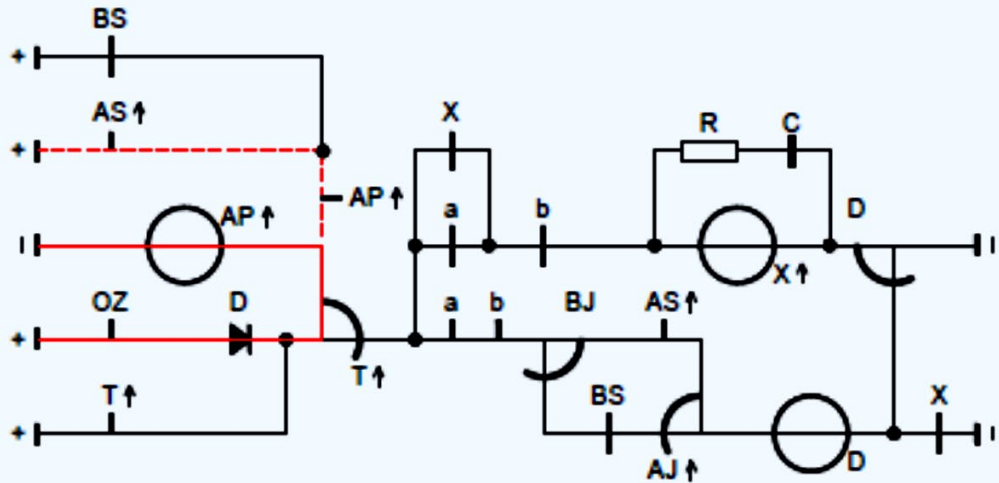 BS
+
AS ↑
+
X
R C
AP ↑
AP ↑
a b
D
I
I
X ↑
OZ D
+
T ↑
a b BJ AS ↑
T ↑
+
BS
X
I
AJ ↑
D